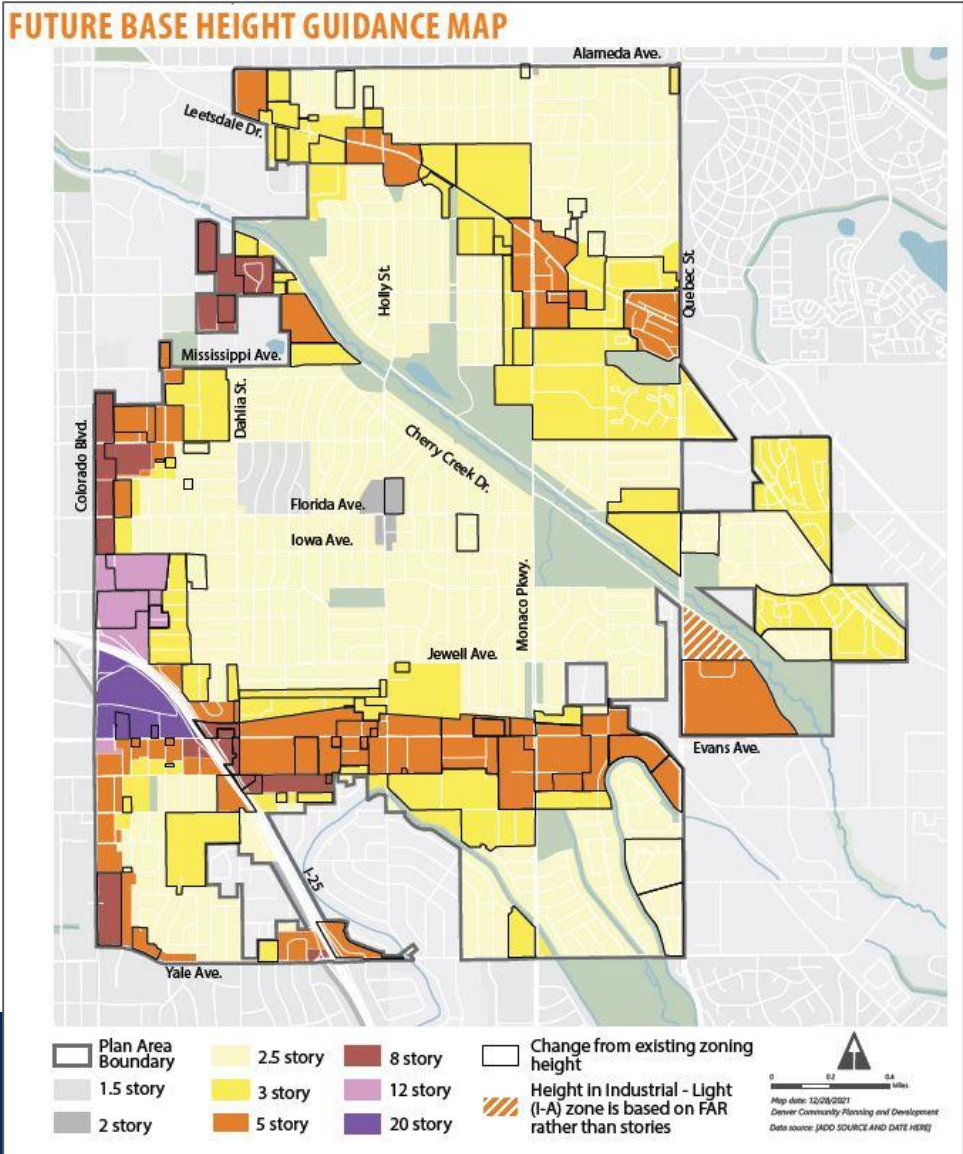 FUTURE BASE HEIGHT GUIDANCE MAP
Alameda Ave.
Leetsdale Dr.
Quebec St.
Holly St.
Mississippi Ave.
Dahlia St.
Colorado Blvd.
Cherry Creek Dr.
Florida Ave.
Iowa Ave.
Monaco Pkwy.
Jewell Ave.
Evans Ave.
I-25
Yale Ave.
Plan Area
Boundary
1.5 story
2 story
2.5 story
3 story
5 story
8 story
12 story
20 story
Change from existing zoning
height
Height in Industrial - Light
(I-A) zone is based on FAR
rather than stories
0 0.2 0.4
Miles
Map date: 12/28/2021
Denver Community Planning and Development
Data source: [ADD SOURCE AND DATE HERE]